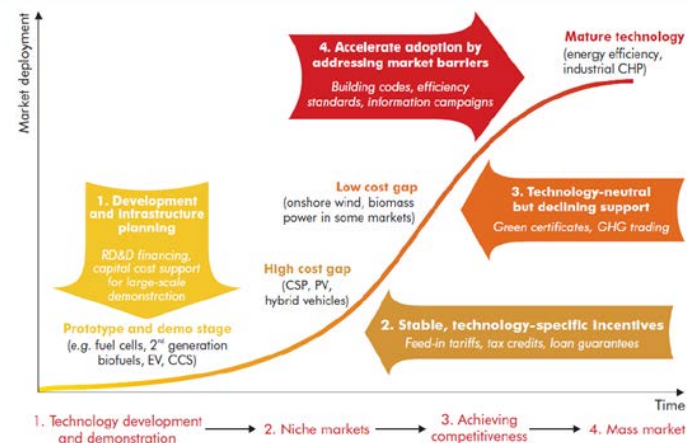 Market deployment
4. Accelerate adoption by
addressing market barriers
Building codes, efficiency
standards, information campaigns
Mature technology
(energy efficiency,
industrial CHP)
1. Development
and infrastructure
planning
RD&D financing,
capital cost support
for large-scale
demonstration
Low cost gap
(onshore wind, biomass
power in some markets)
3. Technology-neutral
but declining support
Green certificates, GHG trading
High cost gap
(CSP, PV,
hybrid vehicles)
Prototype and demo stage
(e.g. fuel cells, 2nd generation
biofuels, EV, CCS)
2. Stable, technology-specific incentives
Feed-in tariffs, tax credits, loan guarantees
Time
1. Technology development
and demonstration
2. Niche markets
3. Achieving
competitiveness
4. Mass market